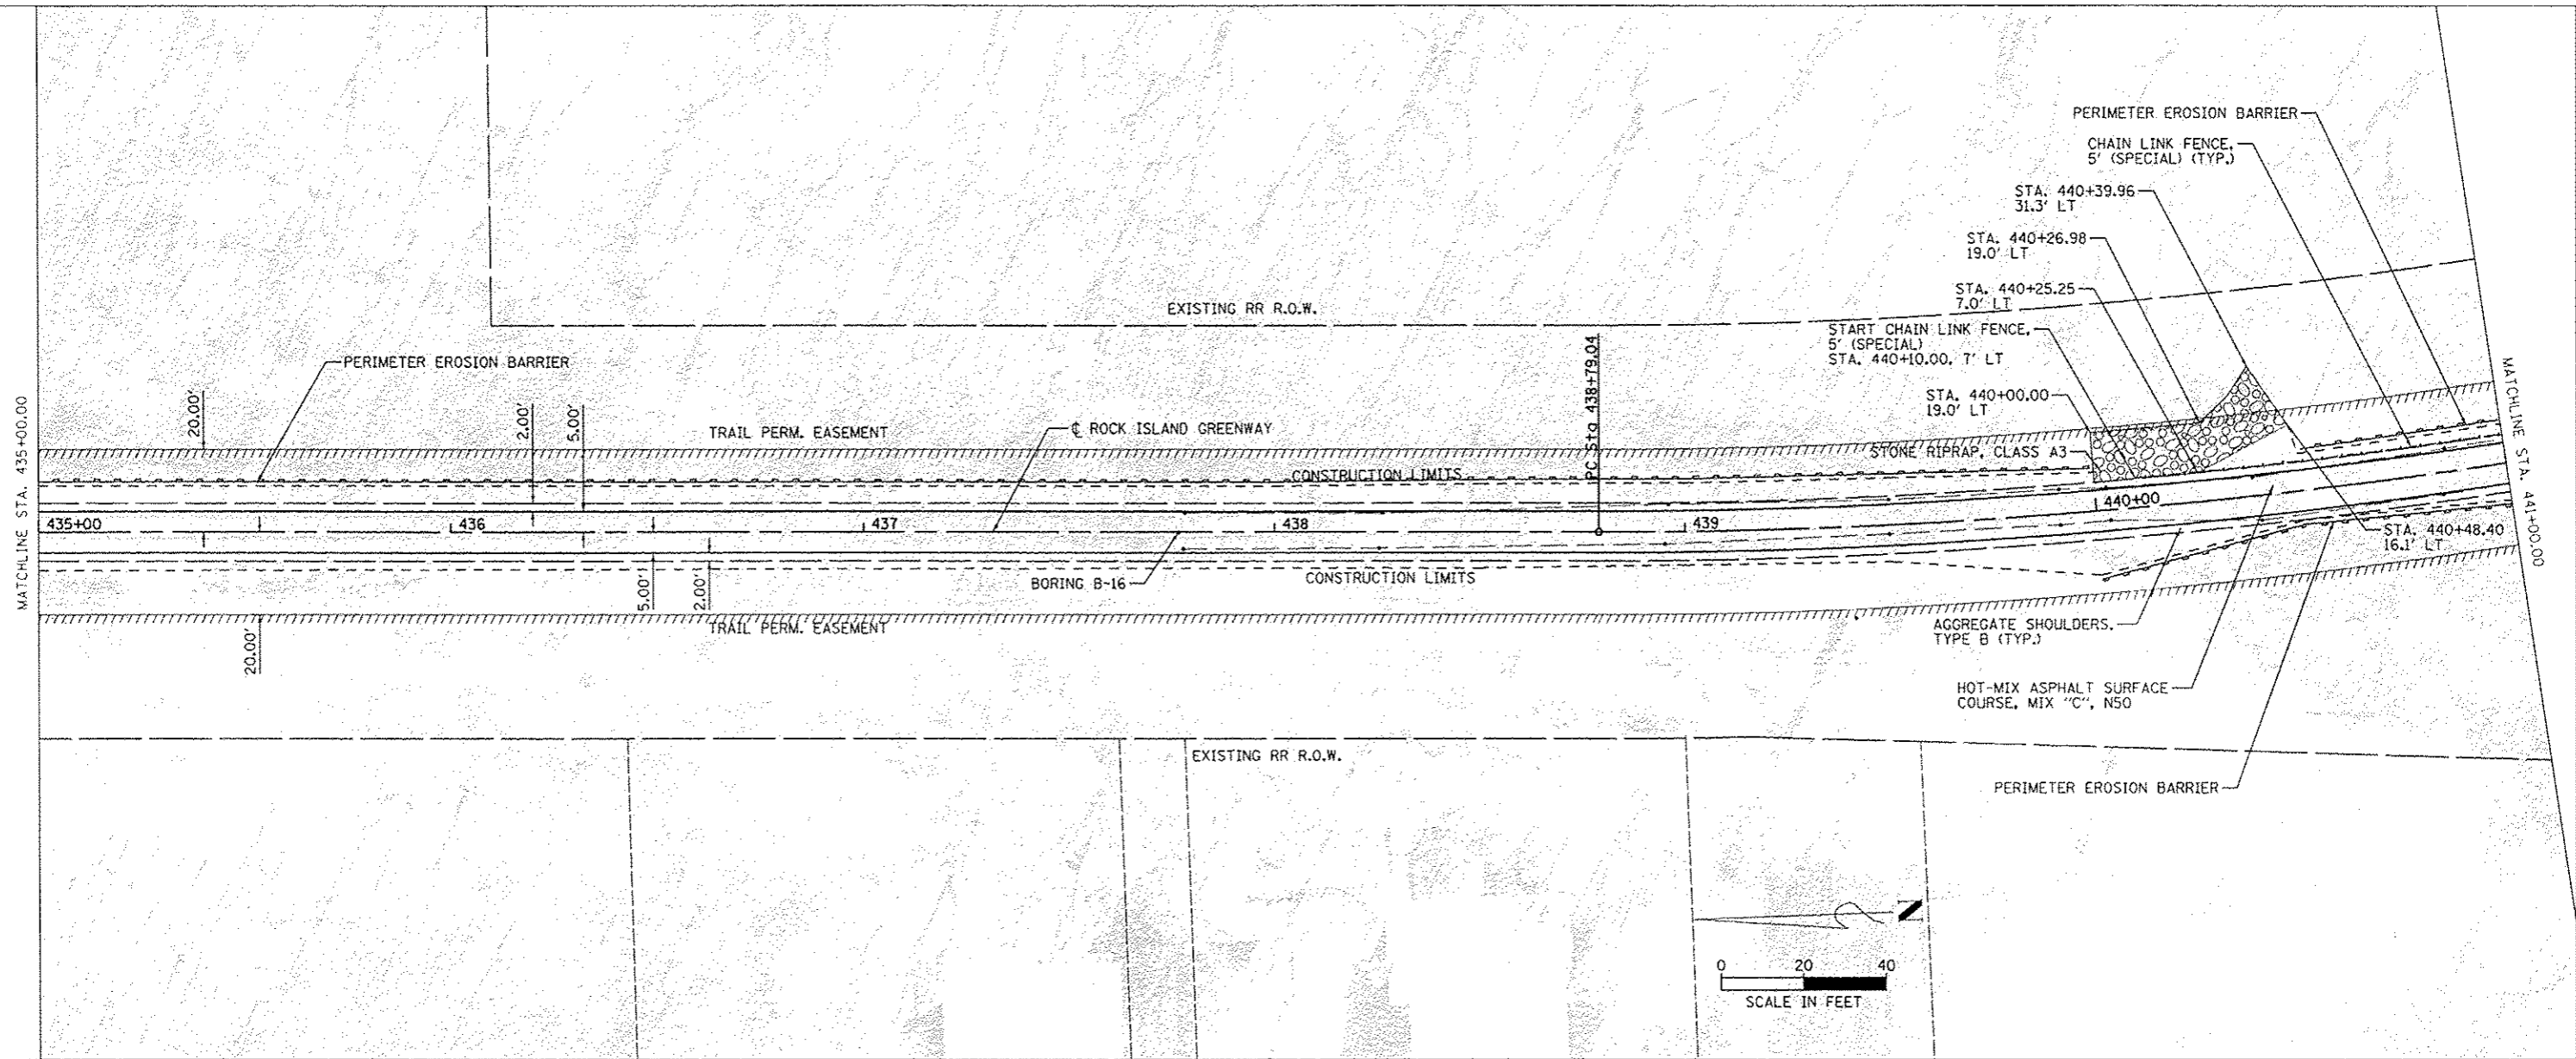 PERIMETER EROSION BARRIER
CHAIN LINK FENCE,
5' (SPECIAL) (TYP.)
STA. 440+39.96
31.3' LT
STA. 440+26.98
19.0' LT
STA. 440+25.25
7.0' LT
EXISTING RR R.O.W.
START CHAIN LINK FENCE,
5' (SPECIAL)
STA. 440+10.00, 7' LT
PC Sta 438+79.04
PERIMETER EROSION BARRIER
MATCHLINE STA. 435+00.00
MATCHLINE STA. 441+00.00
20.00'
2.00'
5.00'
STA. 440+00.00
19.0' LT
TRAIL PERM. EASEMENT
℄ ROCK ISLAND GREENWAY
STONE RIPRAP, CLASS A3
CONSTRUCTION LIMITS
435+00
436
437
438
439
440+00
STA. 440+48.40
16.1' LT
BORING B-16
CONSTRUCTION LIMITS
5.00'
2.00'
20.00'
TRAIL PERM. EASEMENT
AGGREGATE SHOULDERS,
TYPE B (TYP.)
HOT-MIX ASPHALT SURFACE
COURSE, MIX "C", N50
EXISTING RR R.O.W.
PERIMETER EROSION BARRIER
N
0 20 40
SCALE IN FEET